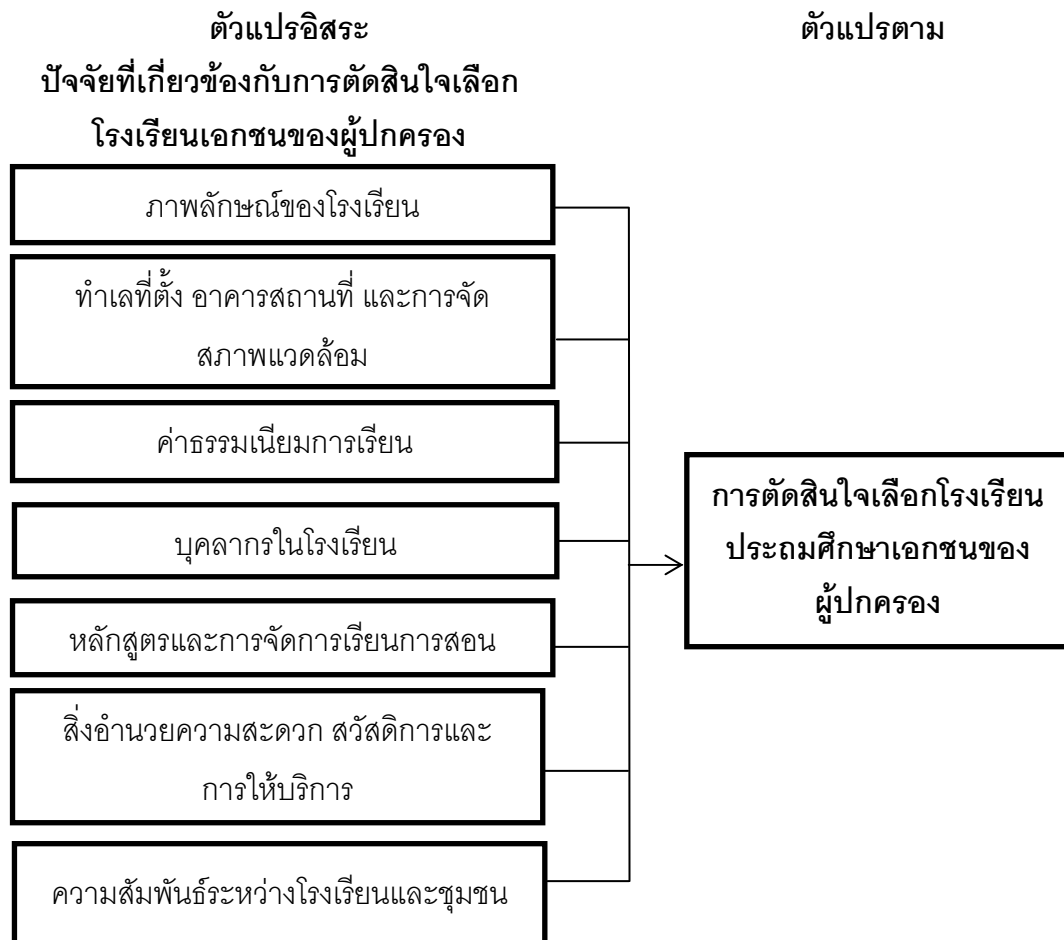 ตัวแปรอิสระ
ตัวแปรตาม
ปัจจัยที่เกี่ยวข้องกับการตัดสินใจเลือก
โรงเรียนเอกชนของผู้ปกครอง
ภาพลักษณ์ของโรงเรียน
ทำเลที่ตั้ง อาคารสถานที่ และการจัด
สภาพแวดล้อม
ค่าธรรมเนียมการเรียน
บุคลากรในโรงเรียน
หลักสูตรและการจัดการเรียนการสอน
สิ่งอำนวยความสะดวก สวัสดิการและ
การให้บริการ
ความสัมพันธ์ระหว่างโรงเรียนและชุมชน
การตัดสินใจเลือกโรงเรียน
ประถมศึกษาเอกชนของ
ผู้ปกครอง